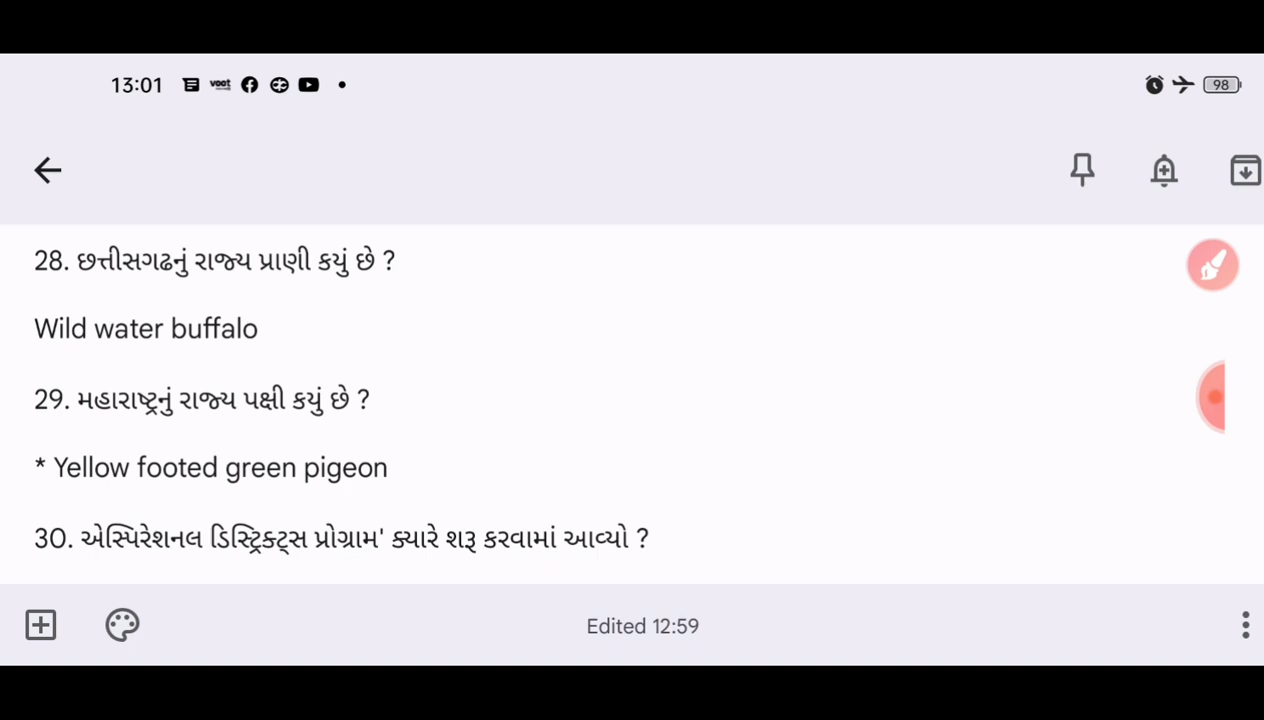 13:01 voot 98
28. છત્તીસગઢનું રાજ્ય પ્રાણી કયું છે ?
Wild water buffalo
29. મહારાષ્ટ્રનું રાજ્ય પક્ષી કયું છે ?
* Yellow footed green pigeon
30. એસ્પિરેશનલ ડિસ્ટ્રિક્ટ્સ પ્રોગ્રામ' ક્યારે શરૂ કરવામાં આવ્યો ?
Edited 12:59